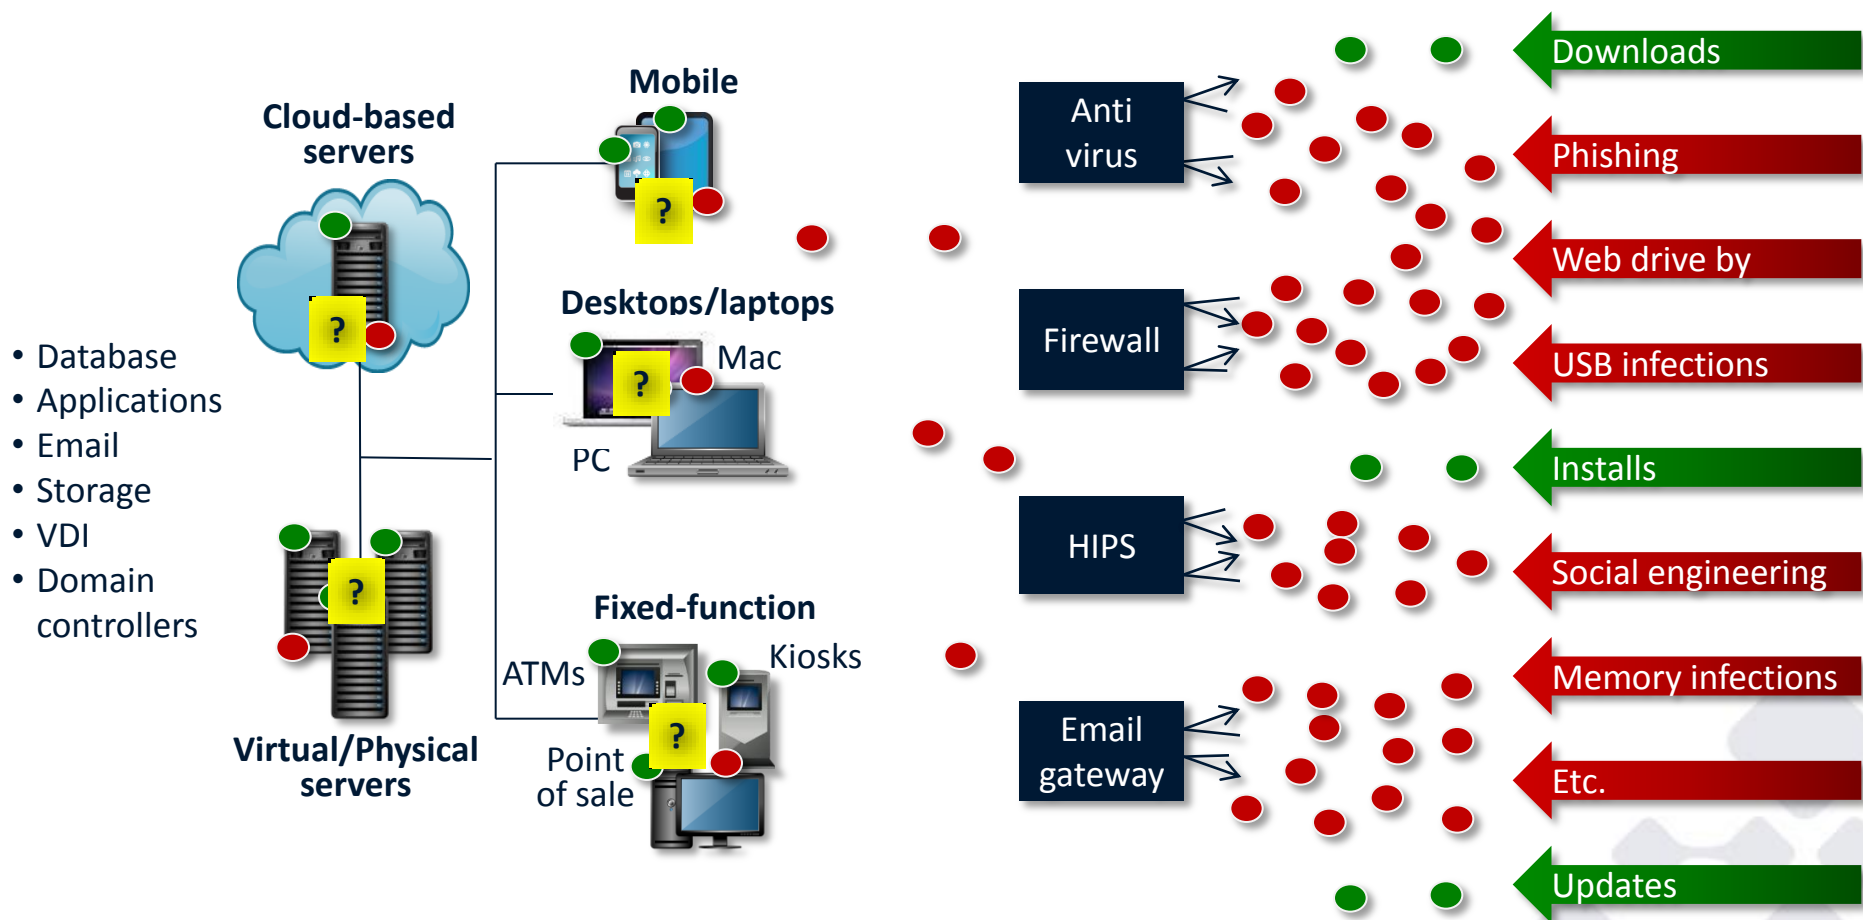 Cloud-based
servers
• Database
• Applications
• Email
• Storage
• VDI
• Domain
controllers
Virtual/Physical
servers
Mobile
Desktops/laptops
Mac
PC
Fixed-function
ATMs
Kiosks
Point
of sale
?
?
?
?
?
Anti
virus
Firewall
HIPS
Email
gateway
Downloads
Phishing
Web drive by
USB infections
Installs
Social engineering
Memory infections
Etc.
Updates